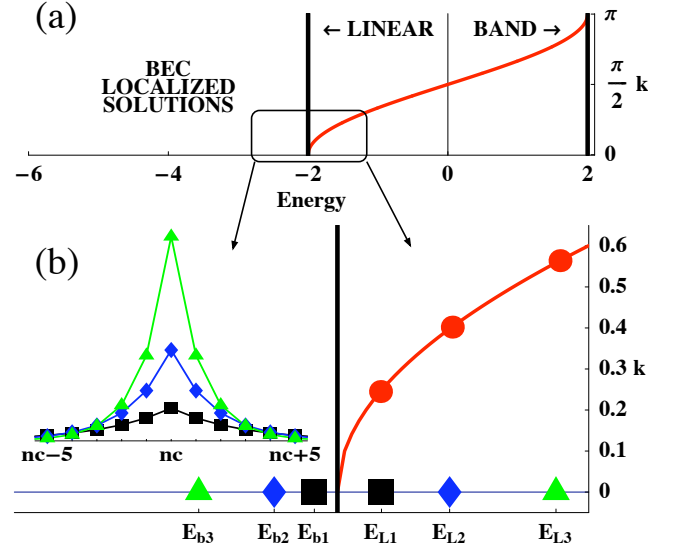 (a)
π
← LINEAR BAND →
BEC
LOCALIZED
SOLUTIONS
π/2 k
0
−6 −4 −2 0 2
Energy
(b)
0.6
0.5
0.4
0.3 k
0.2
0.1
0
nc−5 nc nc+5
E_b3 E_b2 E_b1 E_L1 E_L2 E_L3